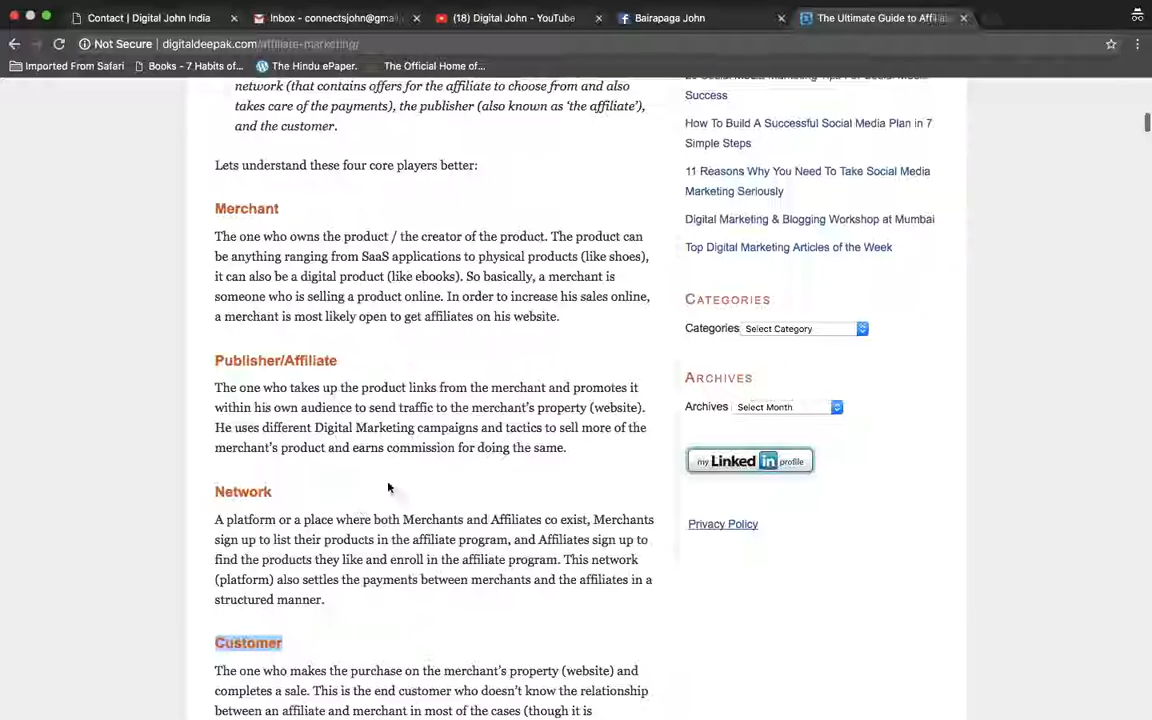 Contact | Digital John India
Inbox - connectsjohn@gmai
(18) Digital John - YouTube
Bairapaga John
The Ultimate Guide to Affilia
Not Secure | digitaldeepak.com/affiliate-marketing/
Imported From Safari
Books - 7 Habits of...
The Hindu ePaper.
The Official Home of...
network (that contains offers for the affiliate to choose from and also
takes care of the payments), the publisher (also known as ‘the affiliate’),
and the customer.
Lets understand these four core players better:
Merchant
The one who owns the product / the creator of the product. The product can
be anything ranging from SaaS applications to physical products (like shoes),
it can also be a digital product (like ebooks). So basically, a merchant is
someone who is selling a product online. In order to increase his sales online,
a merchant is most likely open to get affiliates on his website.
Publisher/Affiliate
The one who takes up the product links from the merchant and promotes it
within his own audience to send traffic to the merchant’s property (website).
He uses different Digital Marketing campaigns and tactics to sell more of the
merchant’s product and earns commission for doing the same.
Network
A platform or a place where both Merchants and Affiliates co exist, Merchants
sign up to list their products in the affiliate program, and Affiliates sign up to
find the products they like and enroll in the affiliate program. This network
(platform) also settles the payments between merchants and the affiliates in a
structured manner.
Customer
The one who makes the purchase on the merchant’s property (website) and
completes a sale. This is the end customer who doesn’t know the relationship
between an affiliate and merchant in most of the cases (though it is
Success
How To Build A Successful Social Media Plan in 7
Simple Steps
11 Reasons Why You Need To Take Social Media
Marketing Seriously
Digital Marketing & Blogging Workshop at Mumbai
Top Digital Marketing Articles of the Week
Categories
Categories Select Category
Archives
Archives Select Month
my Linked in profile
Privacy Policy